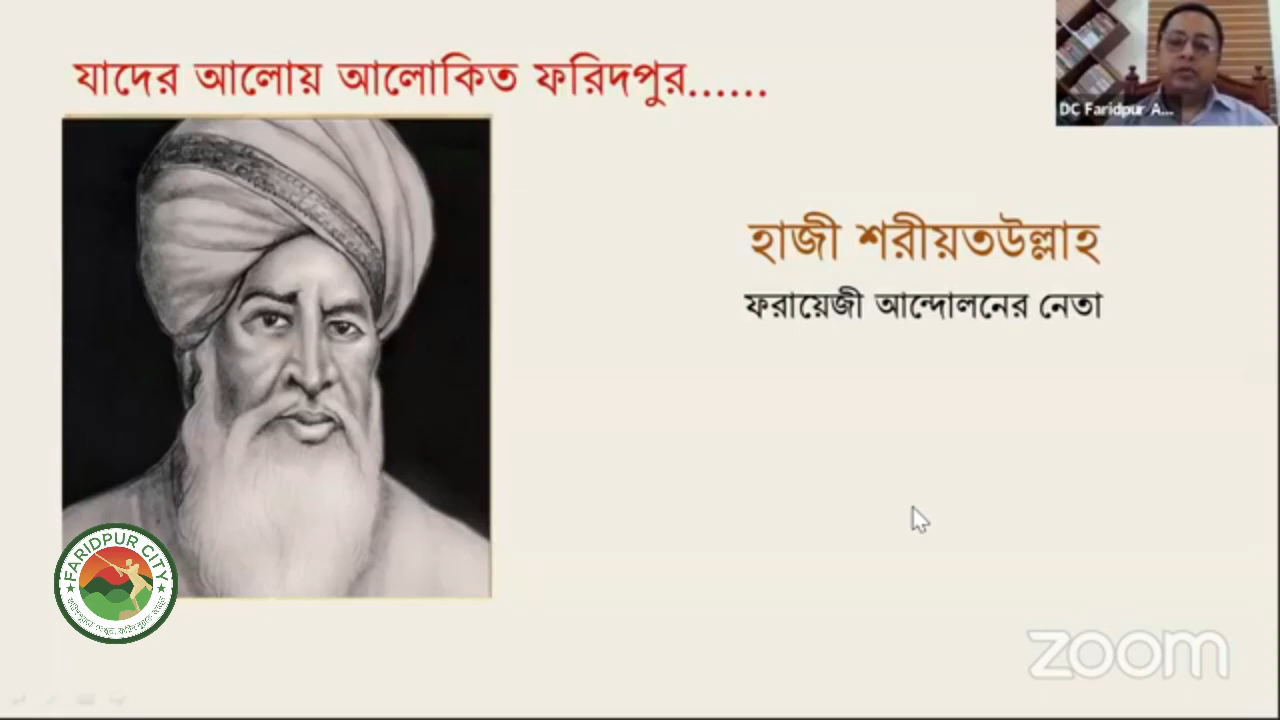 যাদের আলোয় আলোকিত ফরিদপুর......
DC Faridpur A...
হাজী শরীয়তউল্লাহ
ফরায়েজী আন্দোলনের নেতা
FARIDPUR CITY
zoom